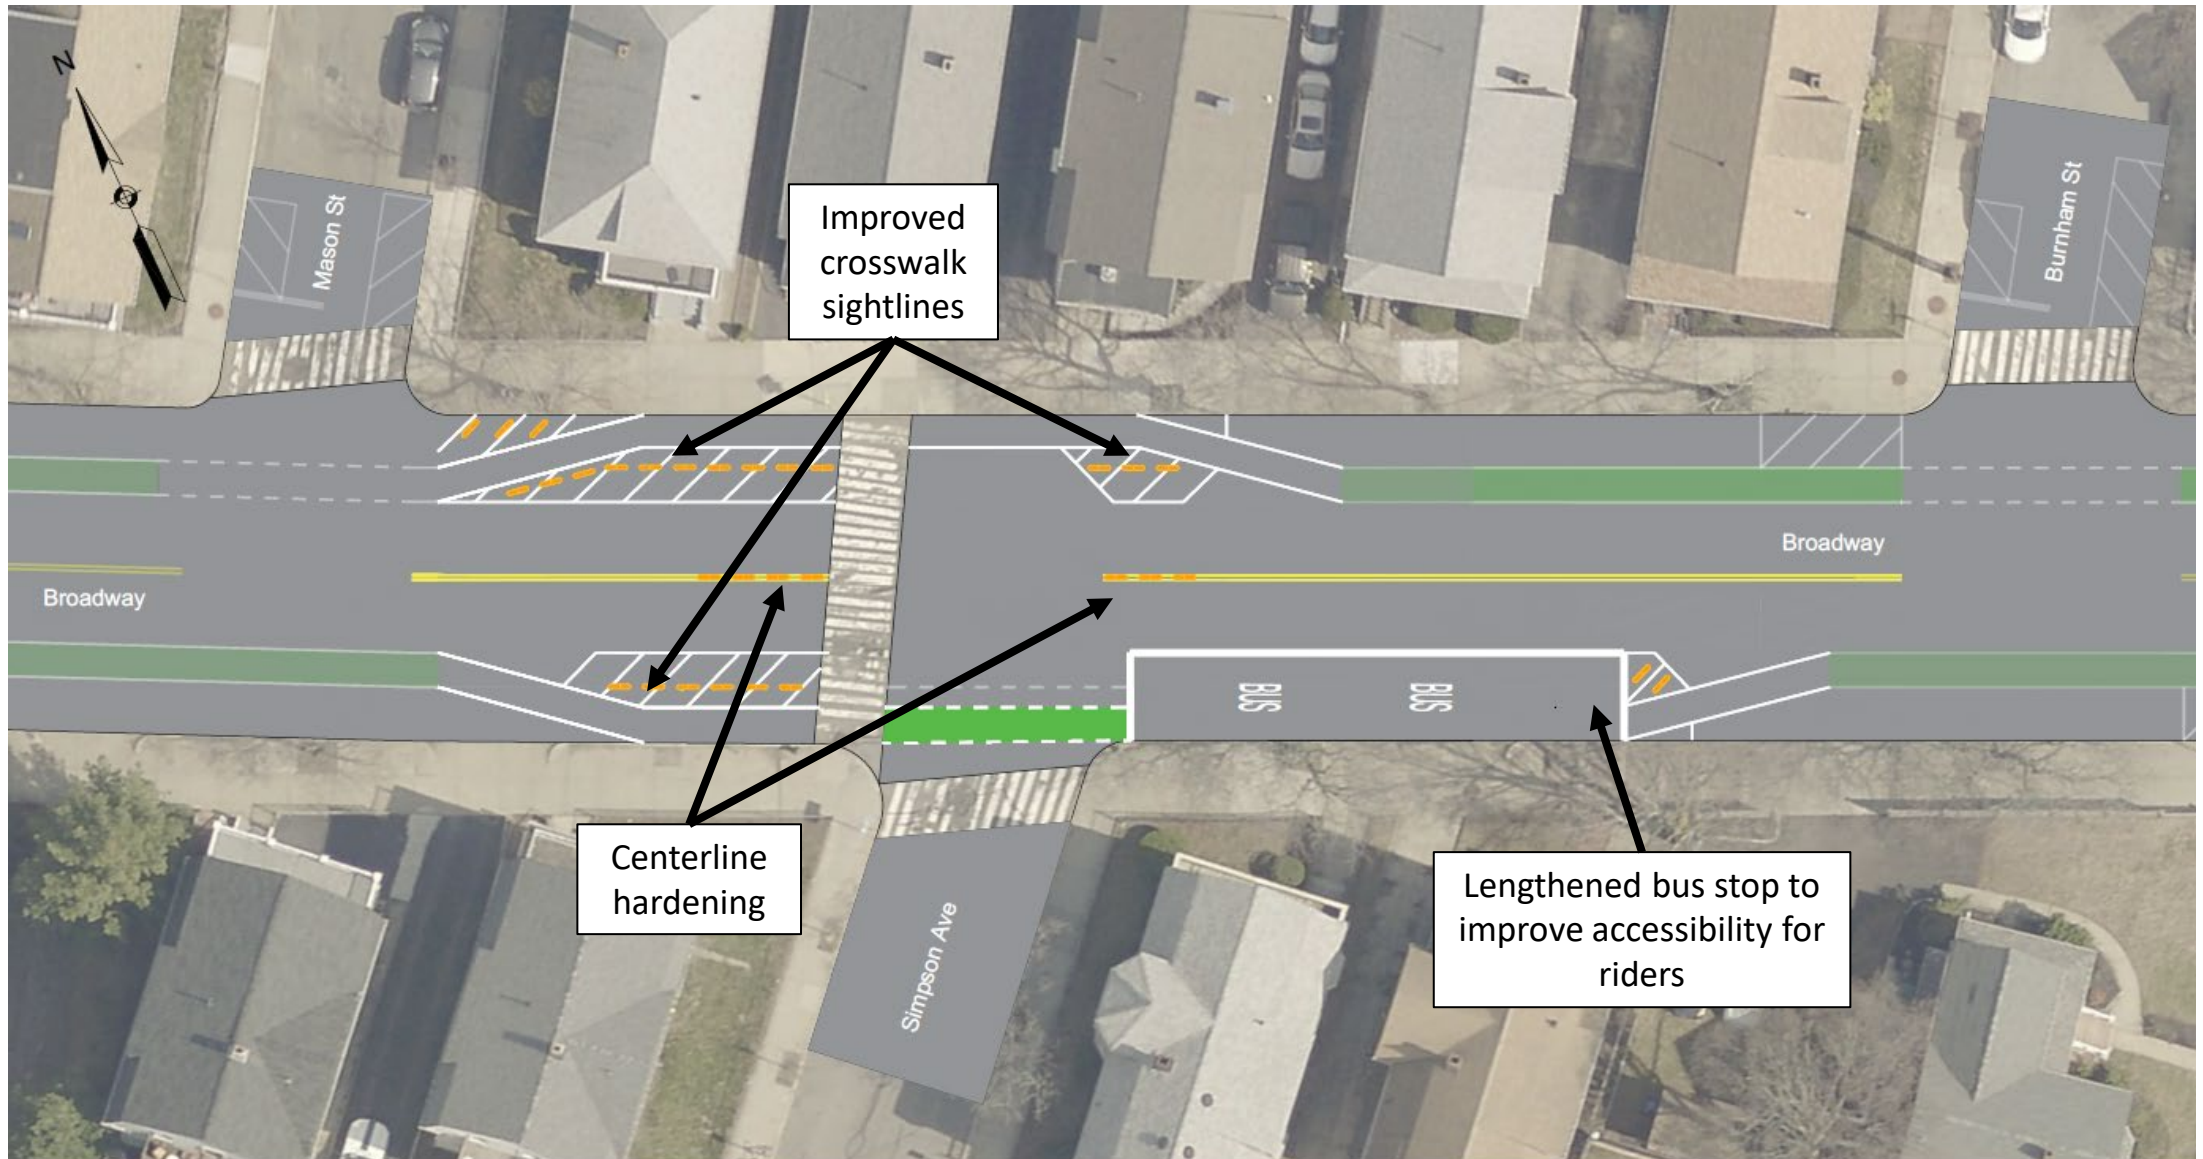 N
Mason St
Improved
crosswalk
sightlines
Burnham St
Broadway
Broadway
BUS
BUS
Centerline
hardening
Simpson Ave
Lengthened bus stop to
improve accessibility for
riders